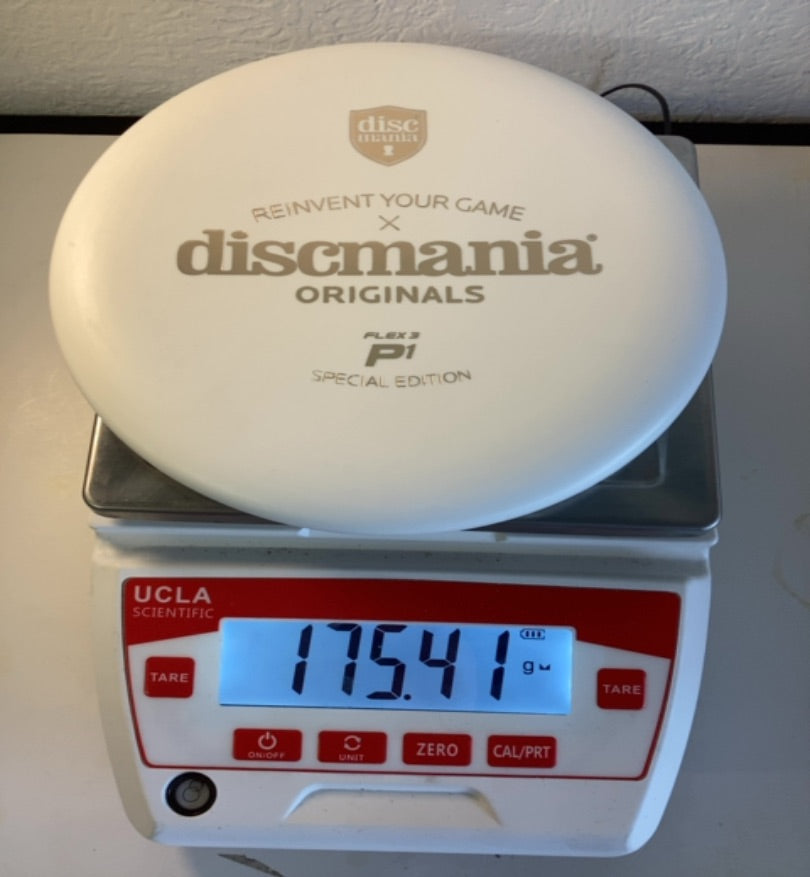 disc
mania
REINVENT YOUR GAME
X
discmania®
ORIGINALS
FLEX 3
P1
SPECIAL EDITION
UCLA
SCIENTIFIC
175.41
g
TARE
TARE
ON/OFF
UNIT
ZERO
CAL/PRT